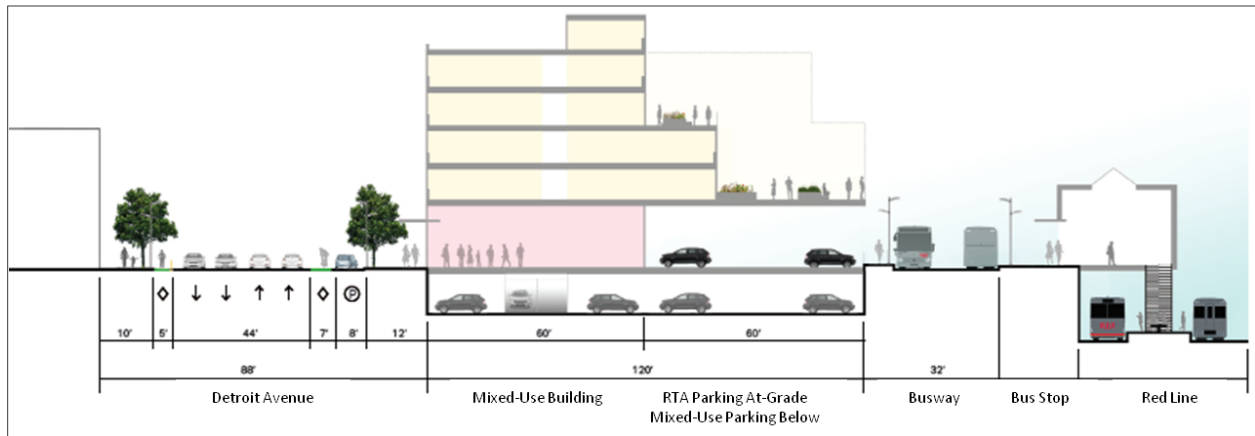 10' 5' 44' 7' 8' 12' 60' 60'
88' 120' 32'
Detroit Avenue Mixed-Use Building RTA Parking At-Grade Busway Bus Stop Red Line
Mixed-Use Parking Below